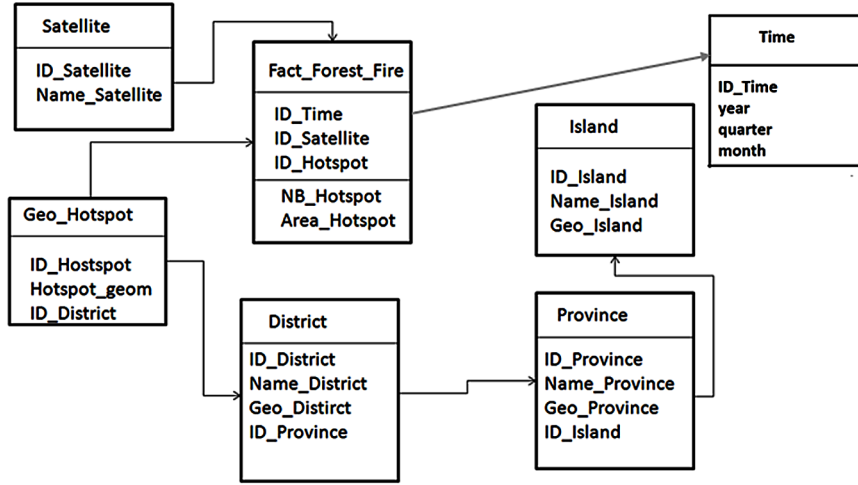 Satellite
ID_Satellite
Name_Satellite
Fact_Forest_Fire
ID_Time
ID_Satellite
ID_Hotspot
NB_Hotspot
Area_Hotspot
Time
ID_Time
year
quarter
month
Island
ID_Island
Name_Island
Geo_Island
Geo_Hotspot
ID_Hostspot
Hotspot_geom
ID_District
District
ID_District
Name_District
Geo_Distirct
ID_Province
Province
ID_Province
Name_Province
Geo_Province
ID_Island